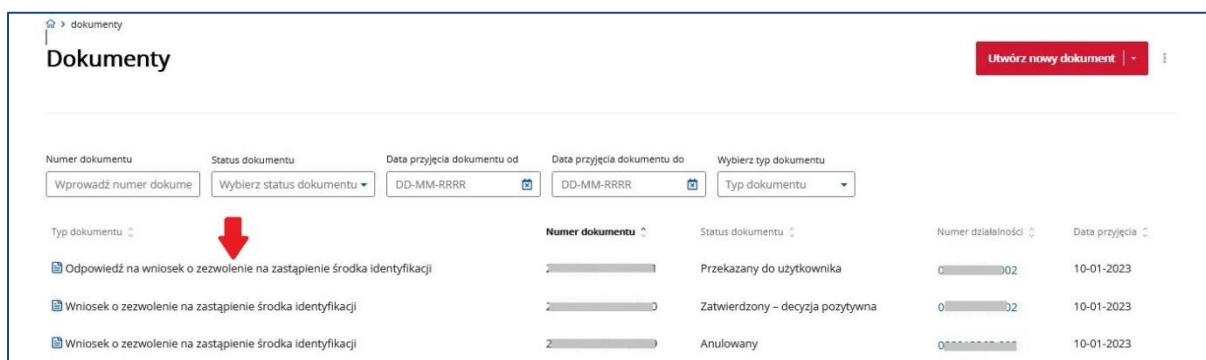 dokumenty
Dokumenty
Utwórz nowy dokument
Numer dokumentu Status dokumentu Data przyjęcia dokumentu od Data przyjęcia dokumentu do Wybierz typ dokumentu
Wprowadź numer dokume Wybierz status dokumentu DD-MM-RRRR DD-MM-RRRR Typ dokumentu
Typ dokumentu Numer dokumentu Status dokumentu Numer działalności Data przyjęcia
Odpowiedź na wniosek o zezwolenie na zastąpienie środka identyfikacji Przekazany do użytkownika 10-01-2023
Wniosek o zezwolenie na zastąpienie środka identyfikacji Zatwierdzony – decyzja pozytywna 10-01-2023
Wniosek o zezwolenie na zastąpienie środka identyfikacji Anulowany 10-01-2023